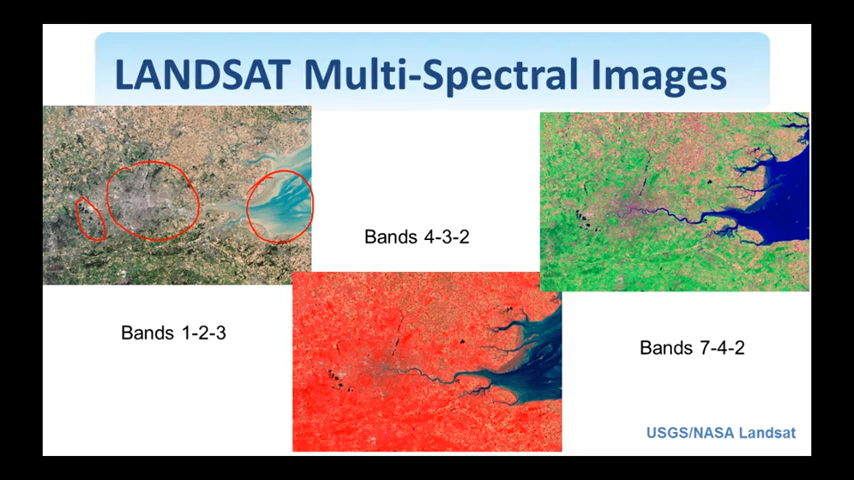 LANDSAT Multi-Spectral Images
Bands 4-3-2
Bands 1-2-3
Bands 7-4-2
USGS/NASA Landsat